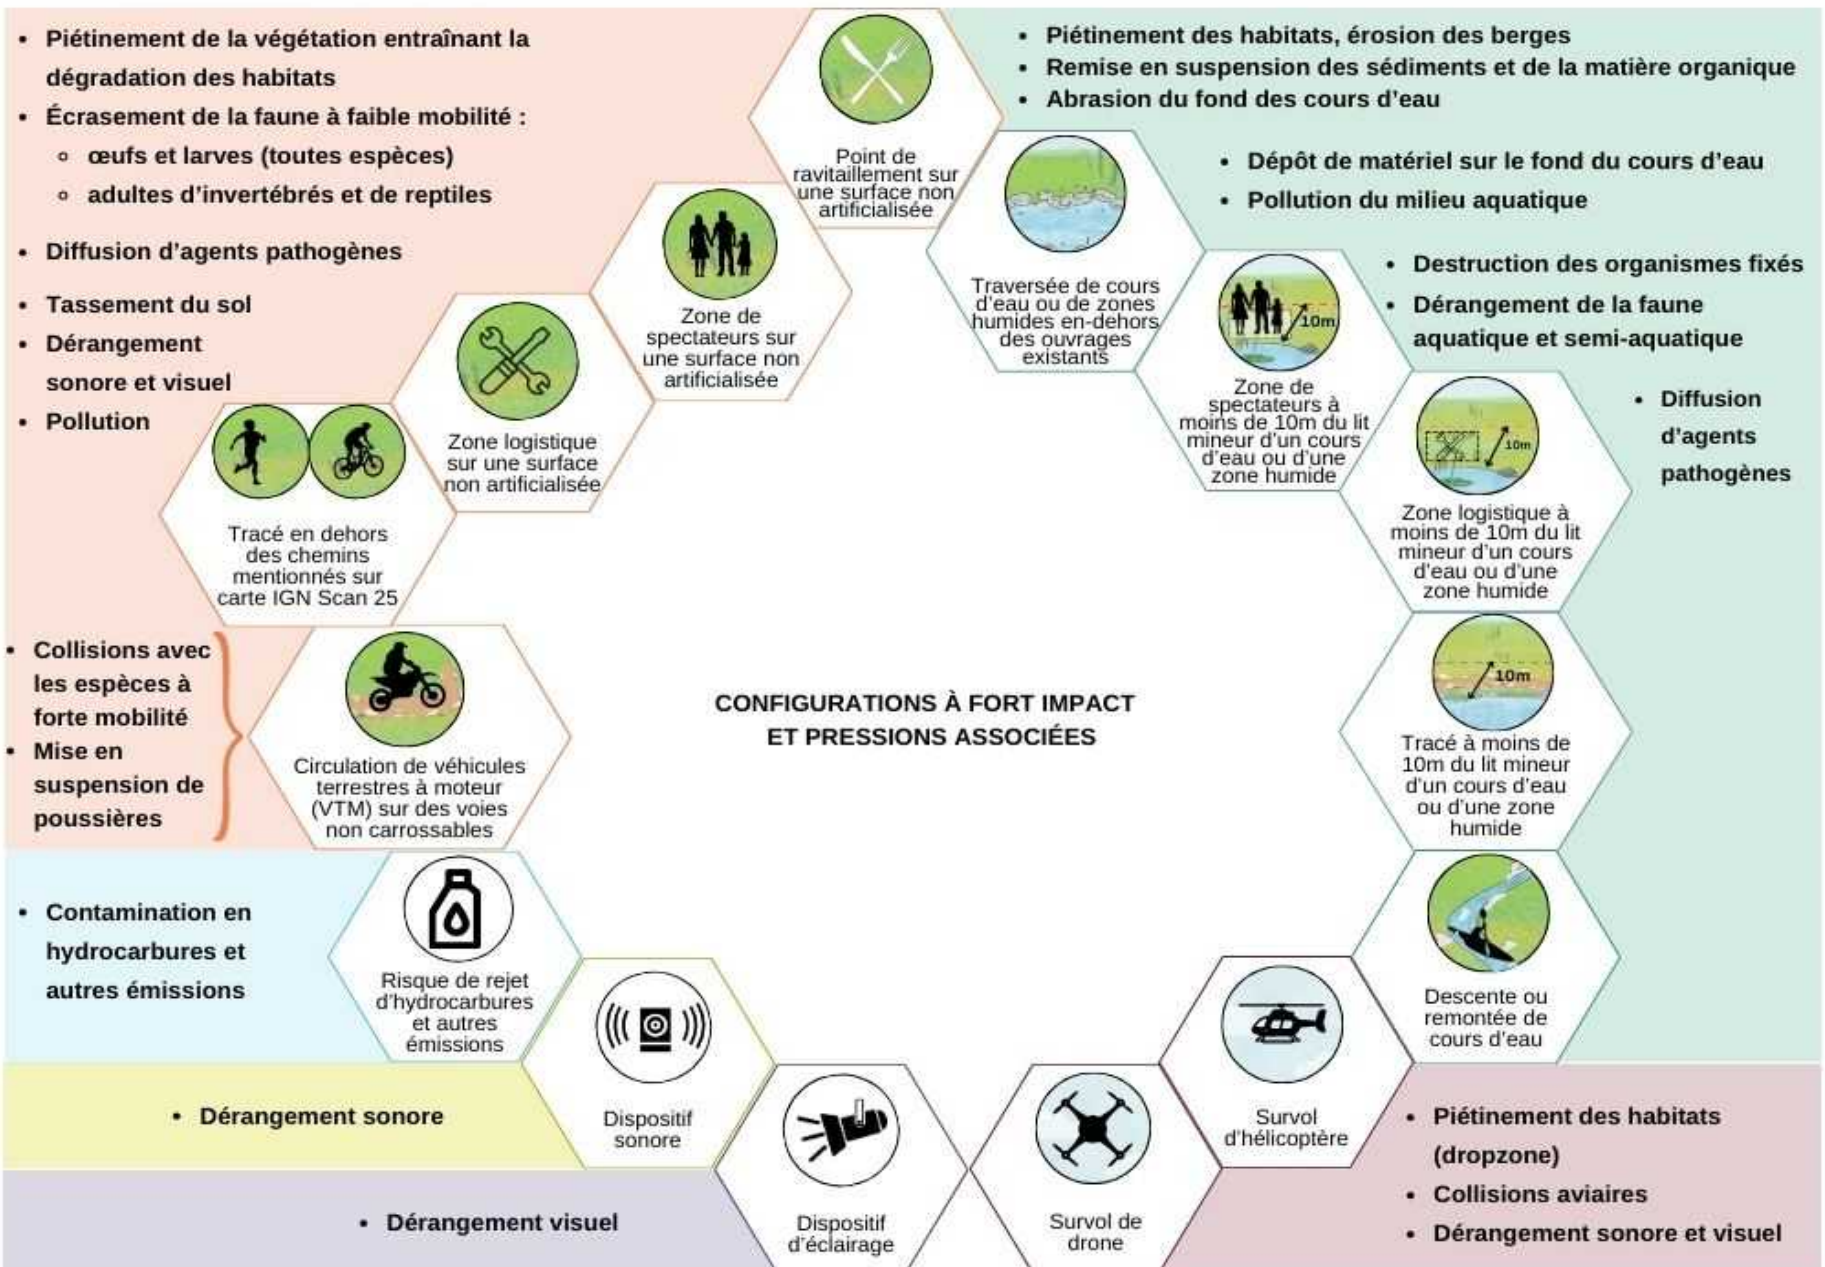 • Piétinement de la végétation entraînant la
dégradation des habitats
• Écrasement de la faune à faible mobilité :
◦ œufs et larves (toutes espèces)
◦ adultes d'invertébrés et de reptiles
• Diffusion d'agents pathogènes
• Tassement du sol
• Dérangement
sonore et visuel
• Pollution
• Collisions avec
les espèces à
forte mobilité
• Mise en
suspension de
poussières
• Contamination en
hydrocarbures et
autres émissions
• Dérangement sonore
• Dérangement visuel
Point de
ravitaillement sur
une surface non
artificialisée
Zone de
spectateurs sur
une surface non
artificialisée
Zone logistique
sur une surface
non artificialisée
Tracé en dehors
des chemins
mentionnés sur
carte IGN Scan 25
Circulation de véhicules
terrestres à moteur
(VTM) sur des voies
non carrossables
Risque de rejet
d'hydrocarbures
et autres
émissions
Dispositif
sonore
Dispositif
d'éclairage
CONFIGURATIONS À FORT IMPACT
ET PRESSIONS ASSOCIÉES
• Piétinement des habitats, érosion des berges
• Remise en suspension des sédiments et de la matière organique
• Abrasion du fond des cours d'eau
• Dépôt de matériel sur le fond du cours d'eau
• Pollution du milieu aquatique
• Destruction des organismes fixés
• Dérangement de la faune
aquatique et semi-aquatique
• Diffusion
d'agents
pathogènes
Traversée de cours
d'eau ou de zones
humides en-dehors
des ouvrages
existants
10m
Zone de
spectateurs à
moins de 10m du lit
mineur d'un cours
d'eau ou d'une
zone humide
10m
Zone logistique à
moins de 10m du lit
mineur d'un cours
d'eau ou d'une
zone humide
10m
Tracé à moins de
10m du lit mineur
d'un cours d'eau
ou d'une zone
humide
Descente ou
remontée de
cours d'eau
Survol
d'hélicoptère
Survol de
drone
• Piétinement des habitats
(dropzone)
• Collisions aviaires
• Dérangement sonore et visuel